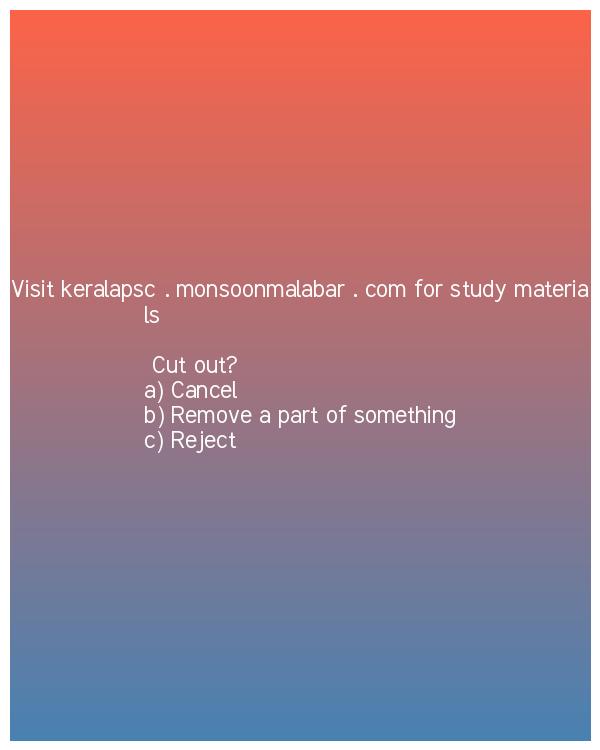 Visit keralapsc . monsoonmalabar . com for study materia
ls
Cut out?
a) Cancel
b) Remove a part of something
c) Reject